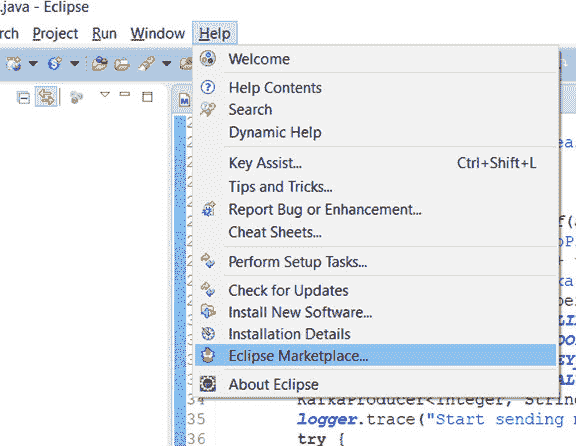 .java - Eclipse
rch Project Run Window Help
Welcome
Help Contents
Search
Dynamic Help
Key Assist... Ctrl+Shift+L
Tips and Tricks...
Report Bug or Enhancement...
Cheat Sheets...
Perform Setup Tasks...
Check for Updates
Install New Software...
Installation Details
Eclipse Marketplace...
About Eclipse
34 KafkaProducer<Integer, Strin
35 logger.trace("Start sending m
36 try {